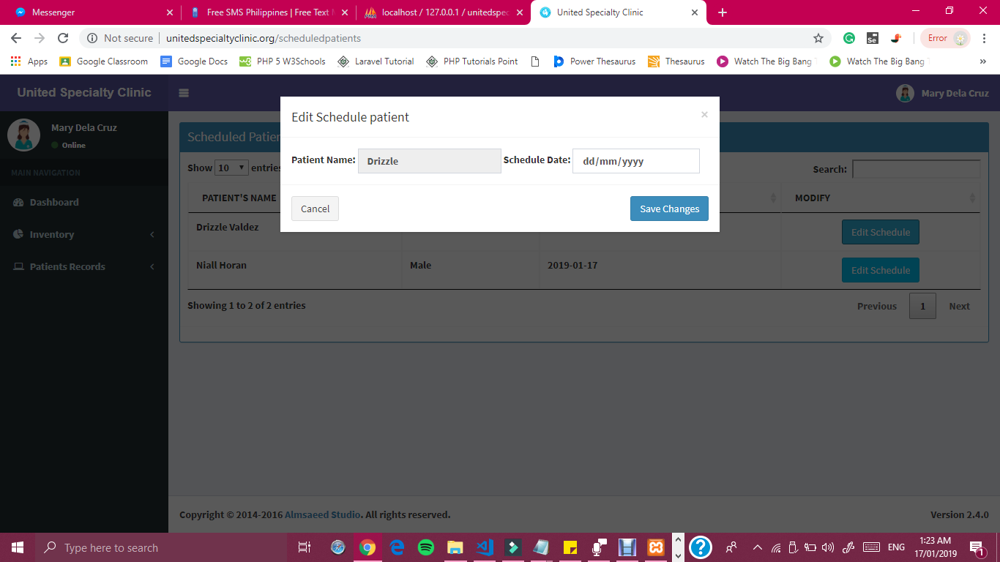 Messenger
Free SMS Philippines | Free Text M
localhost / 127.0.0.1 / unitedspec
United Specialty Clinic
Not secure unitedspecialtyclinic.org/scheduledpatients
Se
Error
Apps
Google Classroom
Google Docs
w3
PHP 5 W3Schools
Laravel Tutorial
PHP Tutorials Point
Power Thesaurus
Thesaurus
Watch The Big Bang
Watch The Big Bang
United Specialty Clinic
Mary Dela Cruz
Mary Dela Cruz
Online
MAIN NAVIGATION
Dashboard
Inventory
Patients Records
Edit Schedule patient
×
Patient Name: Drizzle Schedule Date: dd/mm/yyyy
Cancel
Save Changes
Scheduled Patien
Show 10 entries
Search:
PATIENT'S NAME
MODIFY
Drizzle Valdez
Edit Schedule
Niall Horan
Male
2019-01-17
Edit Schedule
Showing 1 to 2 of 2 entries
Previous 1 Next
Copyright © 2014-2016 Almsaeed Studio. All rights reserved.
Version 2.4.0
Type here to search
ENG
1:23 AM
17/01/2019
1